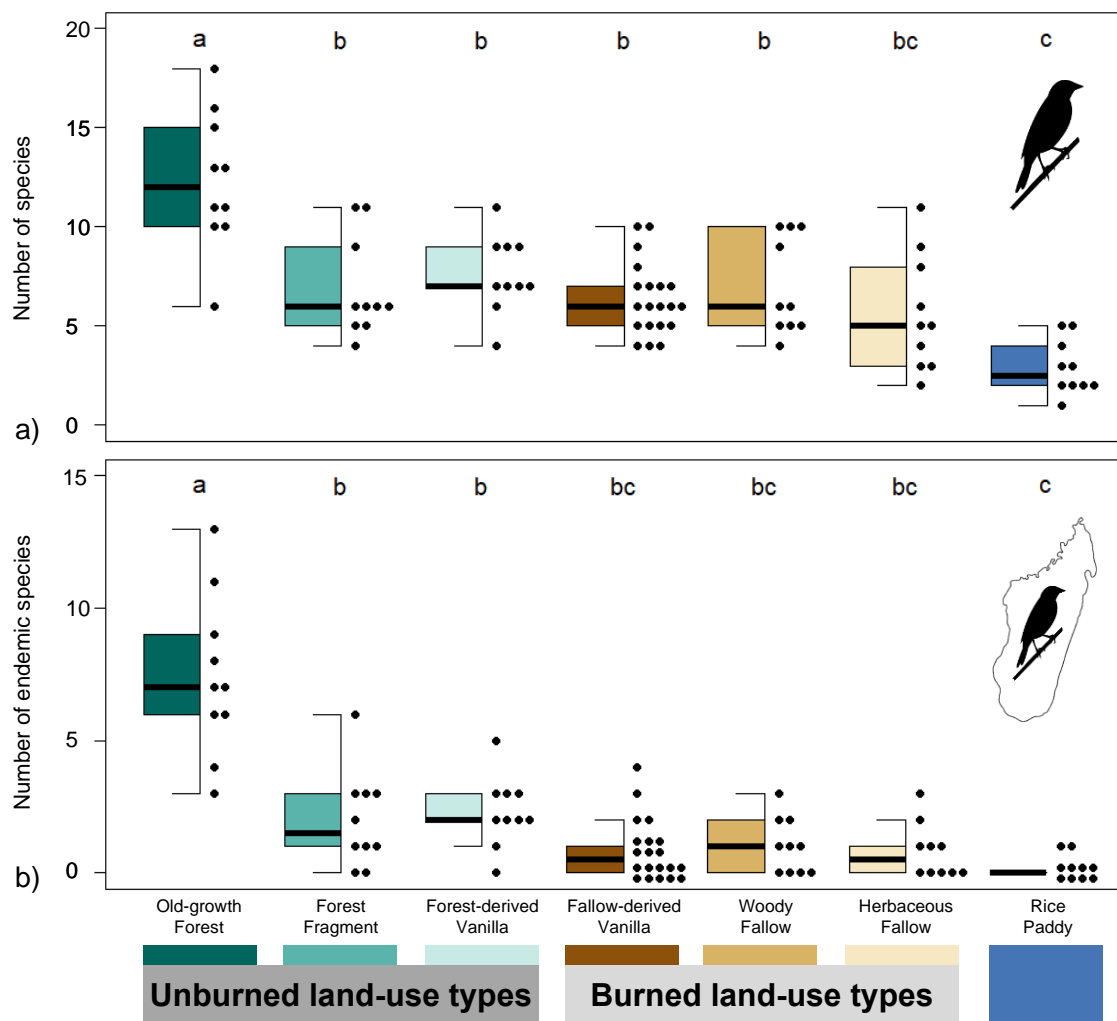 20
a
b
b
b
b
bc
c
15
10
5
0
Number of species
a)
15
a
b
b
bc
bc
bc
c
10
5
0
Number of endemic species
b)
Old-growth
Forest
Forest
Fragment
Forest-derived
Vanilla
Fallow-derived
Vanilla
Woody
Fallow
Herbaceous
Fallow
Rice
Paddy
Unburned land-use types
Burned land-use types